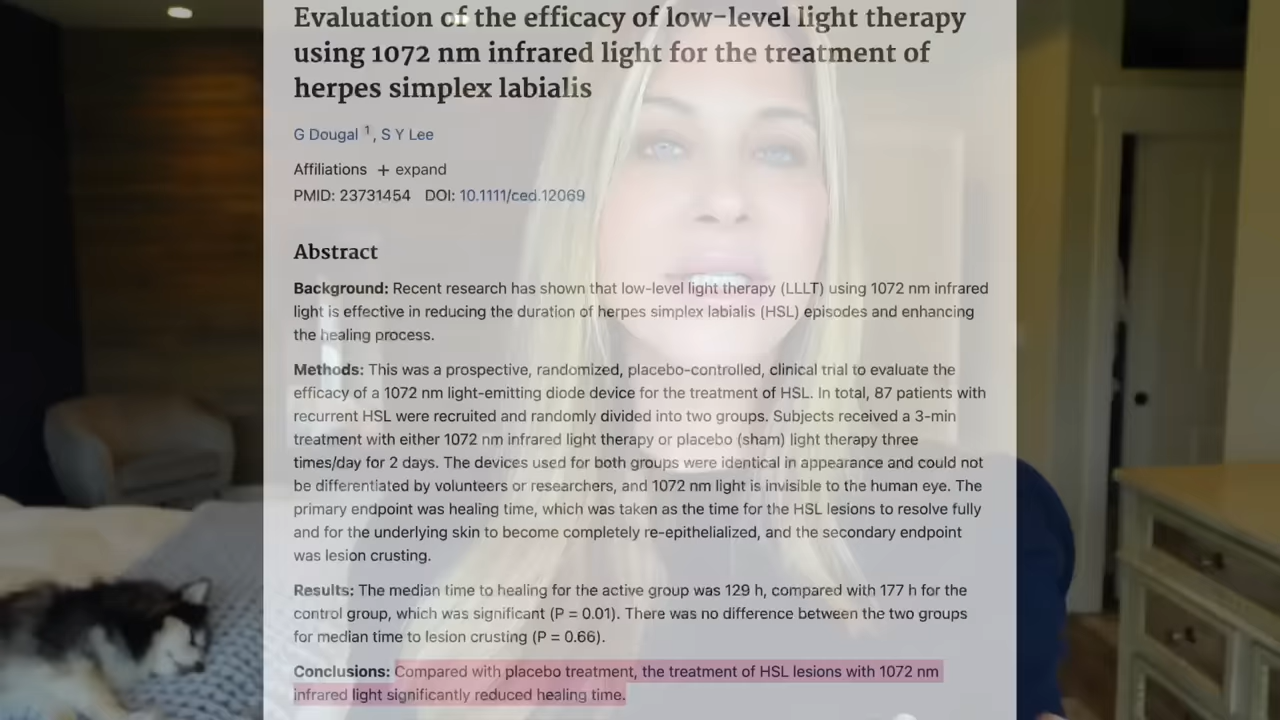 Evaluation of the efficacy of low-level light therapy
using 1072 nm infrared light for the treatment of
herpes simplex labialis
G Dougal 1, S Y Lee
Affiliations + expand
PMID: 23731454 DOI: 10.1111/ced.12069
Abstract
Background: Recent research has shown that low-level light therapy (LLLT) using 1072 nm infrared
light is effective in reducing the duration of herpes simplex labialis (HSL) episodes and enhancing
the healing process.
Methods: This was a prospective, randomized, placebo-controlled, clinical trial to evaluate the
efficacy of a 1072 nm light-emitting diode device for the treatment of HSL. In total, 87 patients with
recurrent HSL were recruited and randomly divided into two groups. Subjects received a 3-min
treatment with either 1072 nm infrared light therapy or placebo (sham) light therapy three
times/day for 2 days. The devices used for both groups were identical in appearance and could not
be differentiated by volunteers or researchers, and 1072 nm light is invisible to the human eye. The
primary endpoint was healing time, which was taken as the time for the HSL lesions to resolve fully
and for the underlying skin to become completely re-epithelialized, and the secondary endpoint
was lesion crusting.
Results: The median time to healing for the active group was 129 h, compared with 177 h for the
control group, which was significant (P = 0.01). There was no difference between the two groups
for median time to lesion crusting (P = 0.66).
Conclusions: Compared with placebo treatment, the treatment of HSL lesions with 1072 nm
infrared light significantly reduced healing time.